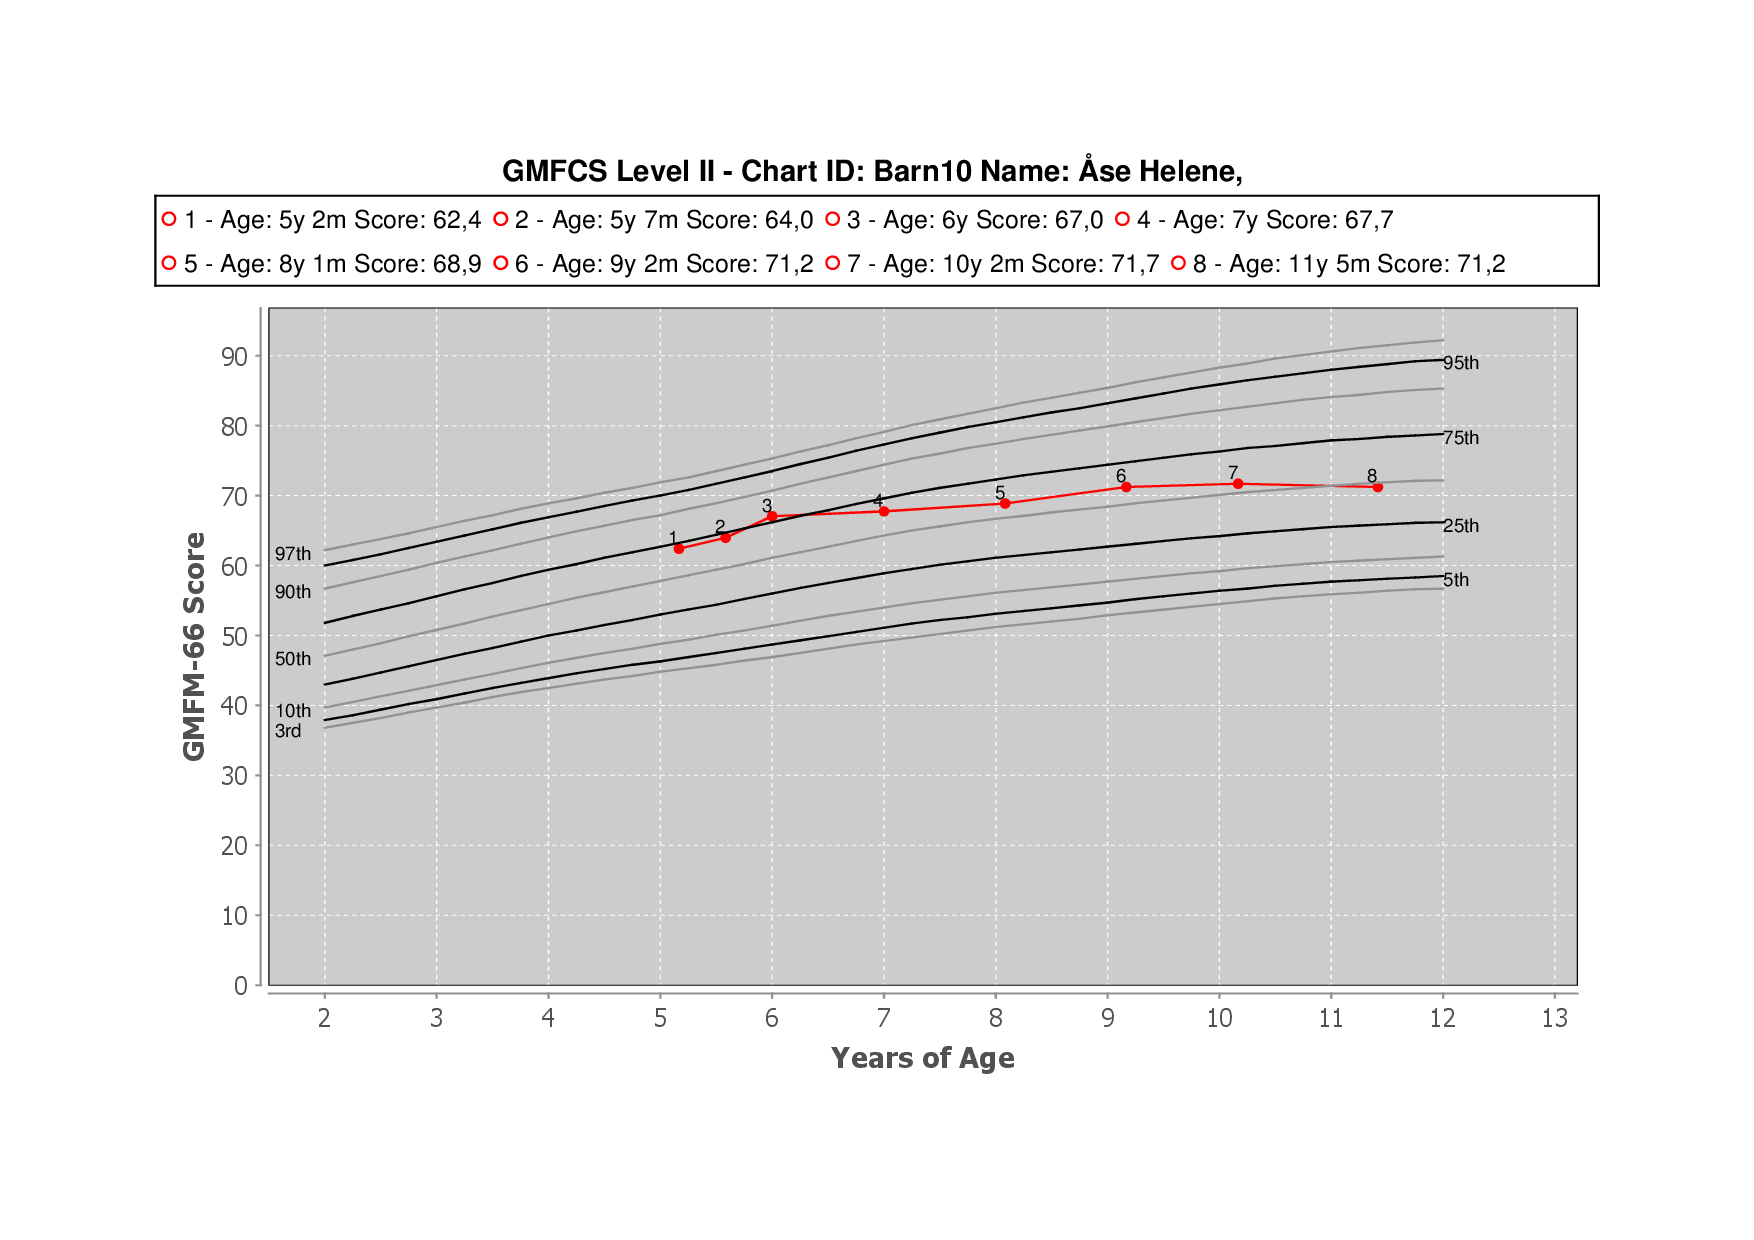 GMFCS Level II - Chart ID: Barn10 Name: Åse Helene,
1 - Age: 5y 2m Score: 62,4 2 - Age: 5y 7m Score: 64,0 3 - Age: 6y Score: 67,0 4 - Age: 7y Score: 67,7
5 - Age: 8y 1m Score: 68,9 6 - Age: 9y 2m Score: 71,2 7 - Age: 10y 2m Score: 71,7 8 - Age: 11y 5m Score: 71,2
GMFM-66 Score
90
80
70
60
50
40
30
20
10
0
97th
90th
50th
10th
3rd
1
2
3
4
5
6
7
8
95th
75th
25th
5th
2 3 4 5 6 7 8 9 10 11 12 13
Years of Age